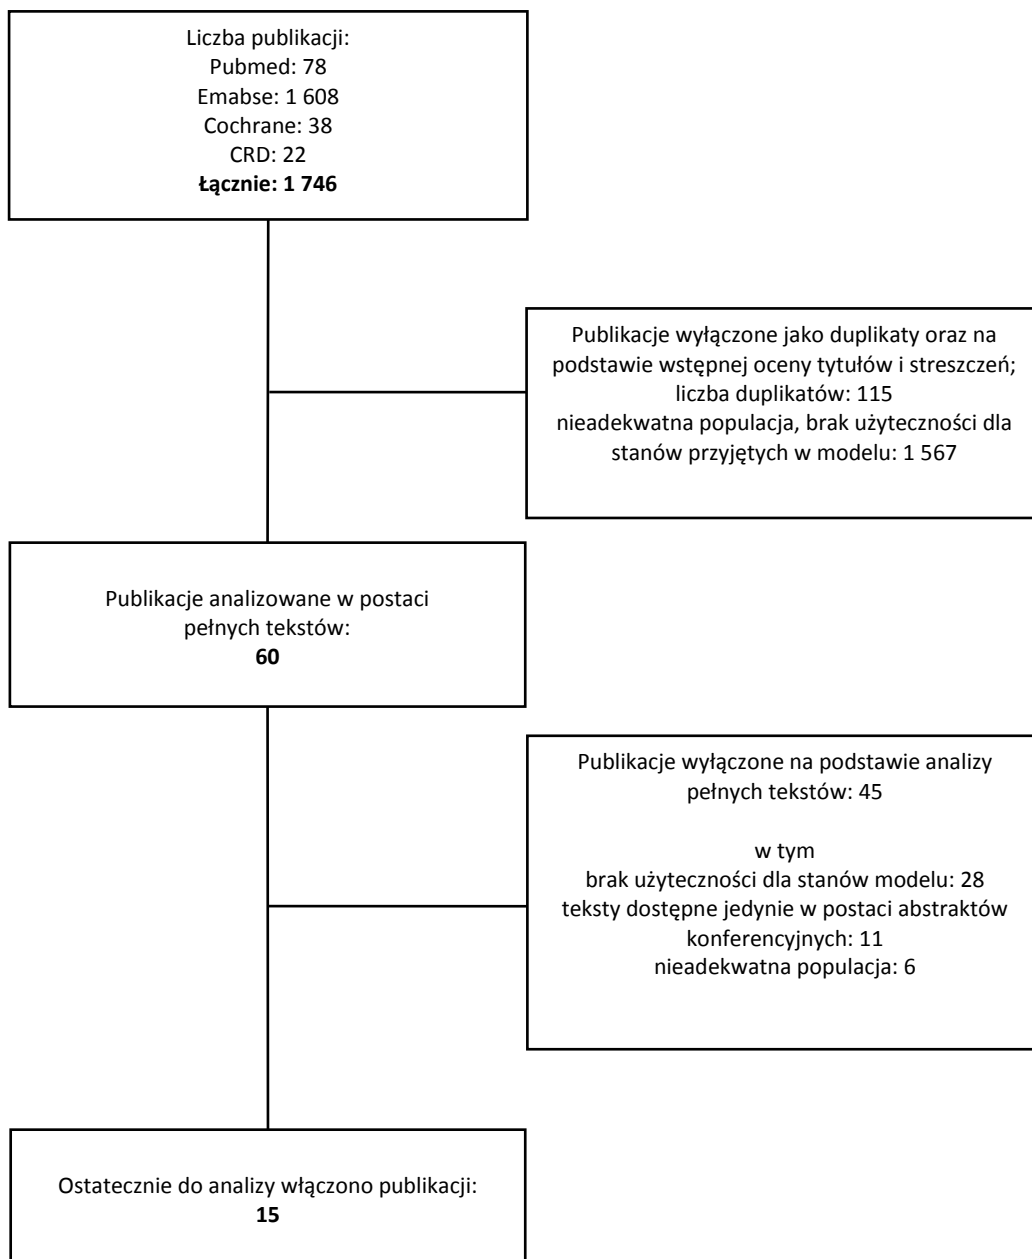 Liczba publikacji:
Pubmed: 78
Emabse: 1 608
Cochrane: 38
CRD: 22
Łącznie: 1 746
Publikacje wyłączone jako duplikaty oraz na
podstawie wstępnej oceny tytułów i streszczeń;
liczba duplikatów: 115
nieadekwatna populacja, brak użyteczności dla
stanów przyjętych w modelu: 1 567
Publikacje analizowane w postaci
pełnych tekstów:
60
Publikacje wyłączone na podstawie analizy
pełnych tekstów: 45
w tym
brak użyteczności dla stanów modelu: 28
teksty dostępne jedynie w postaci abstraktów
konferencyjnych: 11
nieadekwatna populacja: 6
Ostatecznie do analizy włączono publikacji:
15